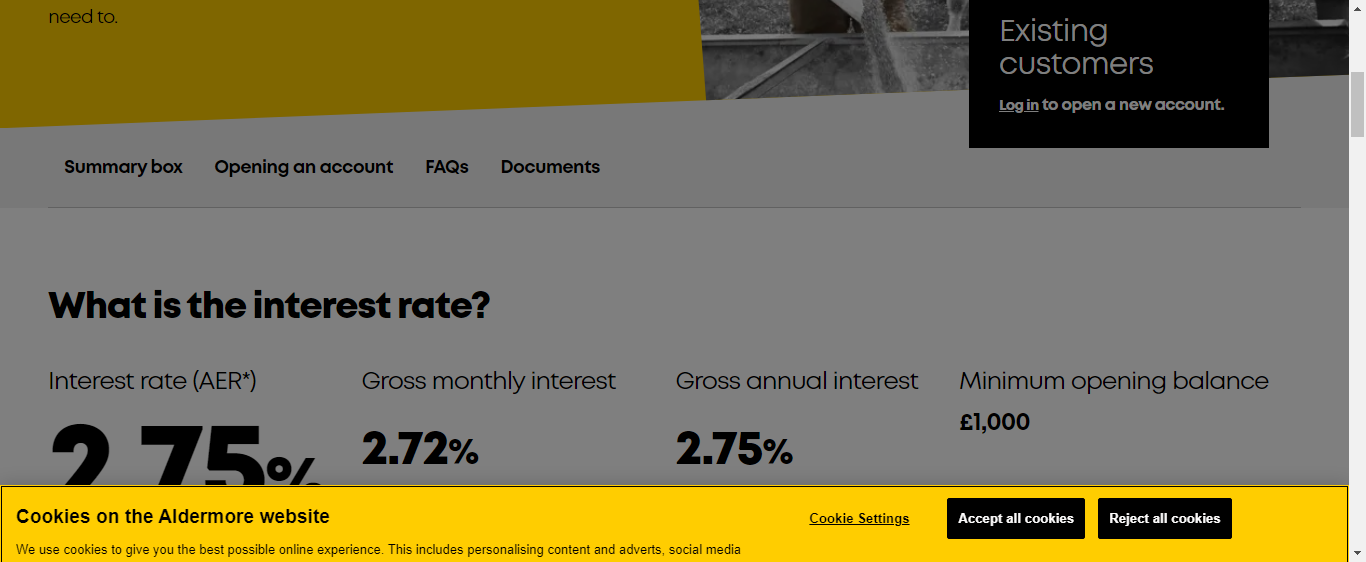 need to.
Existing
customers
Log in to open a new account.
Summary box Opening an account FAQs Documents
What is the interest rate?
Interest rate (AER*) Gross monthly interest Gross annual interest Minimum opening balance
£1,000
2.75% 2.72% 2.75%
Cookies on the Aldermore website
Cookie Settings Accept all cookies Reject all cookies
We use cookies to give you the best possible online experience. This includes personalising content and adverts, social media